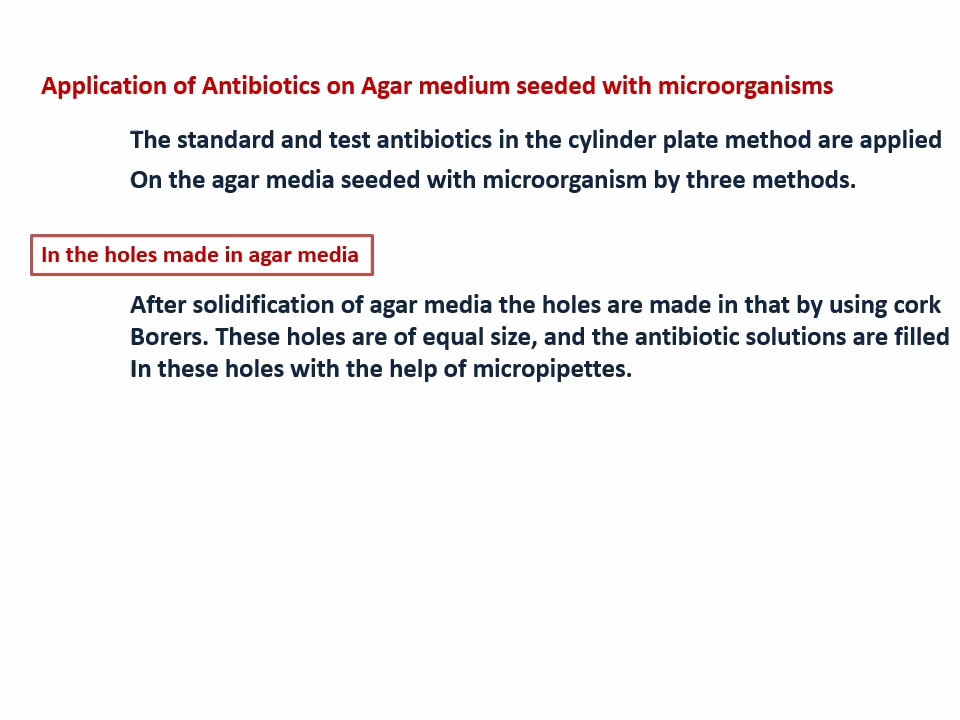 Application of Antibiotics on Agar medium seeded with microorganisms
The standard and test antibiotics in the cylinder plate method are applied
On the agar media seeded with microorganism by three methods.
In the holes made in agar media
After solidification of agar media the holes are made in that by using cork
Borers. These holes are of equal size, and the antibiotic solutions are filled
In these holes with the help of micropipettes.